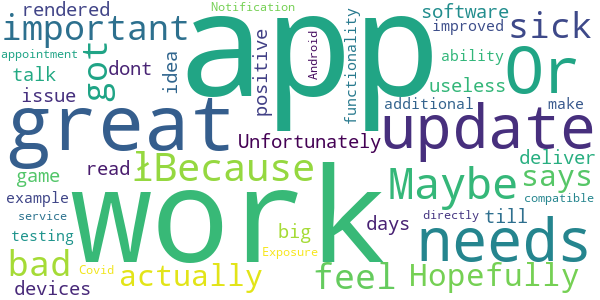 rendered
Notification
app
software
important
sick
improved
appointment
got
dont
idea
positive
Android
functionality
ability
Or
talk
useless
issue
additional
make
great
update
Unfortunately
deliver
game
read
łBecause
Maybe
says
example
work
days
directly
till
compatible
service
big
needs
testing
bad
Covid
Exposure
actually
feel
Hopefully
devices